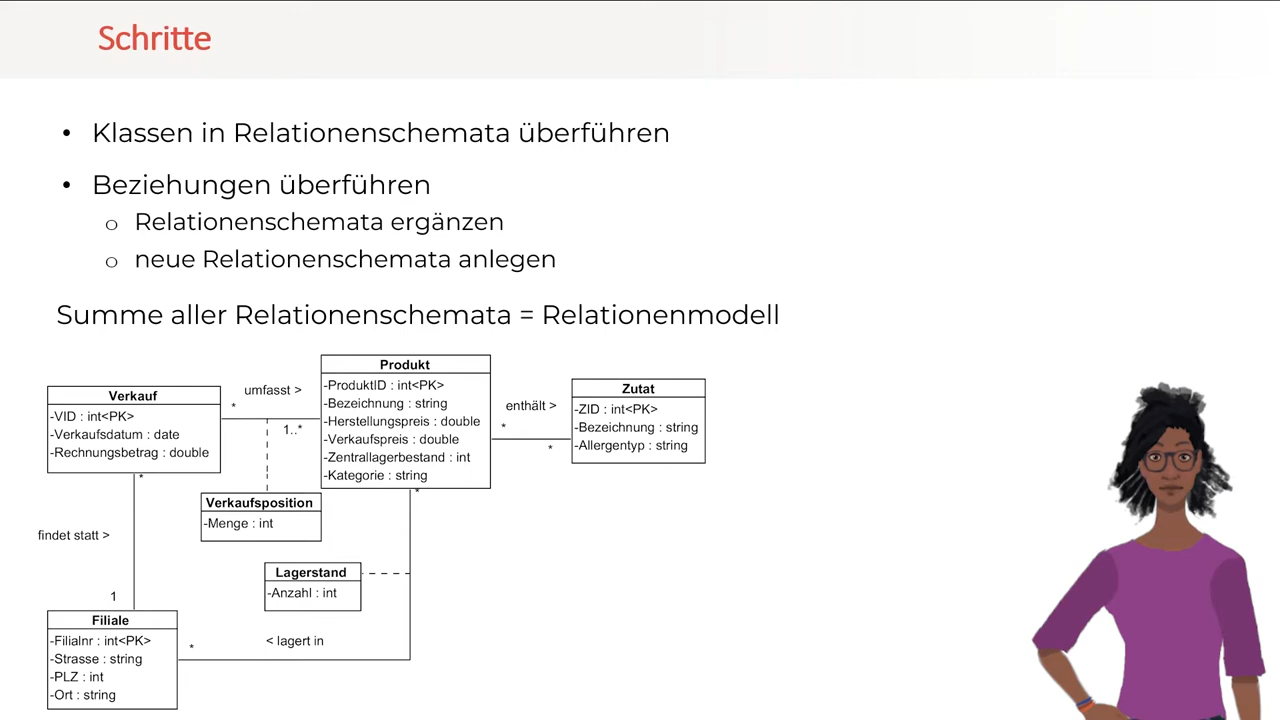 Schritte
• Klassen in Relationenschemata überführen
• Beziehungen überführen
o Relationenschemata ergänzen
o neue Relationenschemata anlegen
Summe aller Relationenschemata = Relationenmodell
Verkauf
-VID : int<PK>
-Verkaufsdatum : date
-Rechnungsbetrag : double
umfasst >
*
1..*
Produkt
-ProduktID : int<PK>
-Bezeichnung : string
-Herstellungspreis : double
-Verkaufspreis : double
-Zentrallagerbestand : int
-Kategorie : string
enthält >
*
*
Zutat
-ZID : int<PK>
-Bezeichnung : string
-Allergentyp : string
Verkaufsposition
-Menge : int
*
findet statt >
1
Lagerstand
-Anzahl : int
*
< lagert in
*
Filiale
-Filialnr : int<PK>
-Strasse : string
-PLZ : int
-Ort : string